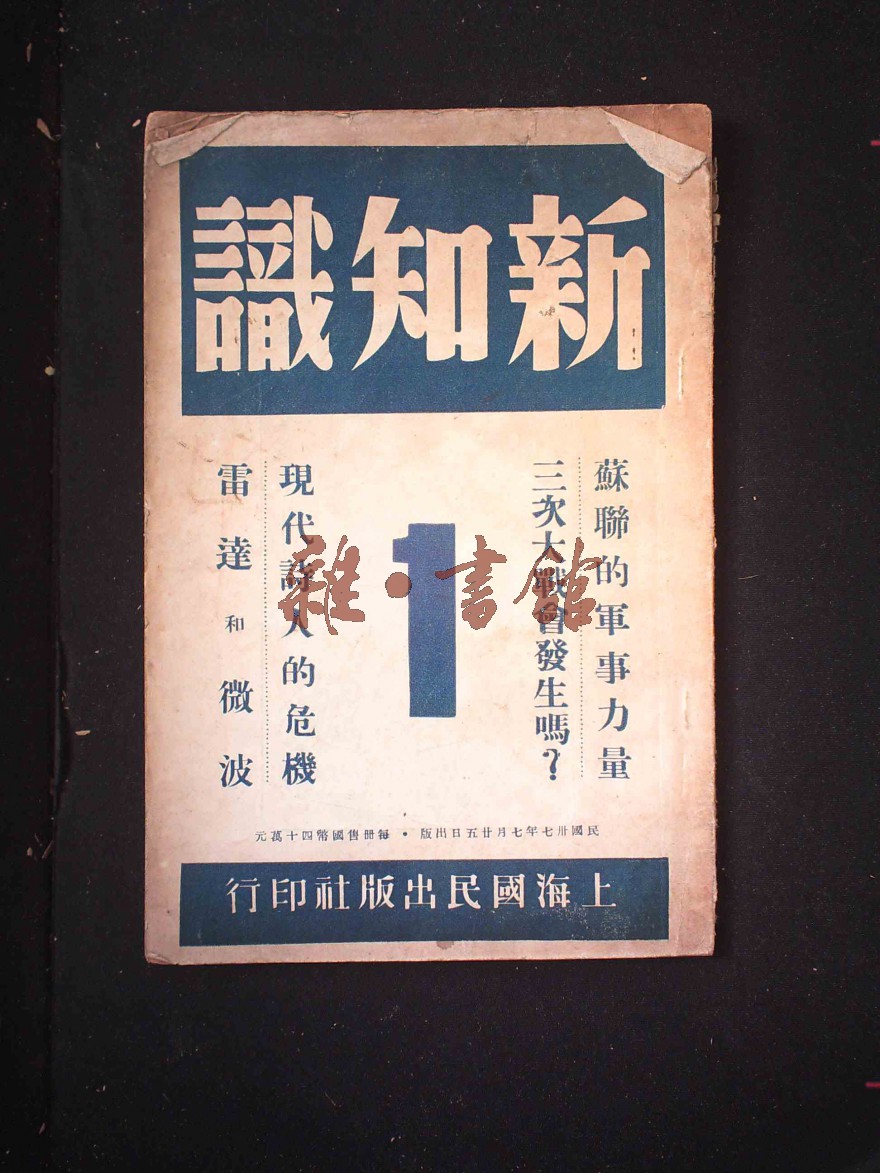 新知識
蘇聯的軍事力量
三次大戰會發生嗎？
1
現代詩人的危機
雷達和微波
民國卅七年七月廿五日出版・每冊售國幣四十萬元
上海國民出版社印行
雜・書館